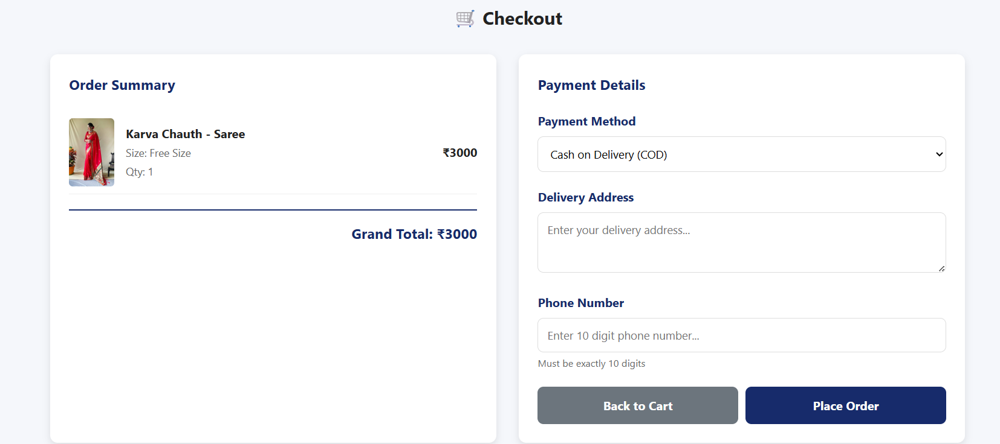 Checkout
Order Summary
Karva Chauth - Saree
Size: Free Size
₹3000
Qty: 1
Grand Total: ₹3000
Payment Details
Payment Method
Cash on Delivery (COD)
Delivery Address
Enter your delivery address...
Phone Number
Enter 10 digit phone number...
Must be exactly 10 digits
Back to Cart
Place Order